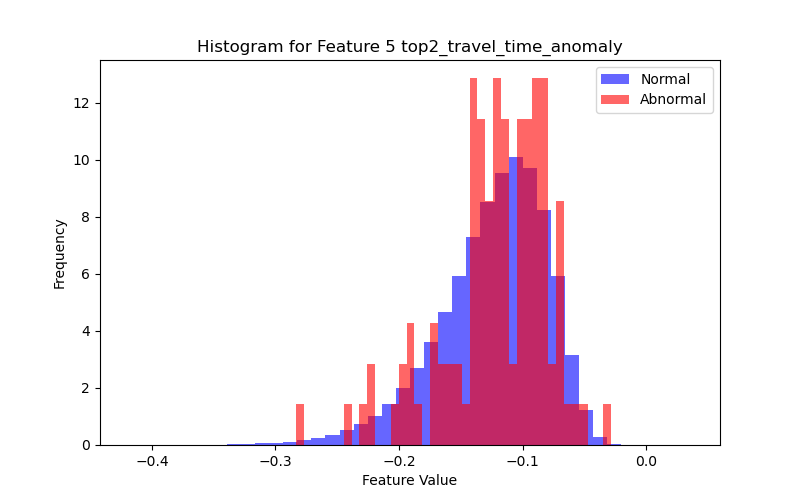 Histogram for Feature 5 top2_travel_time_anomaly
Normal
Abnormal
Frequency
12
10
8
6
4
2
0
−0.4
−0.3
−0.2
−0.1
0.0
Feature Value